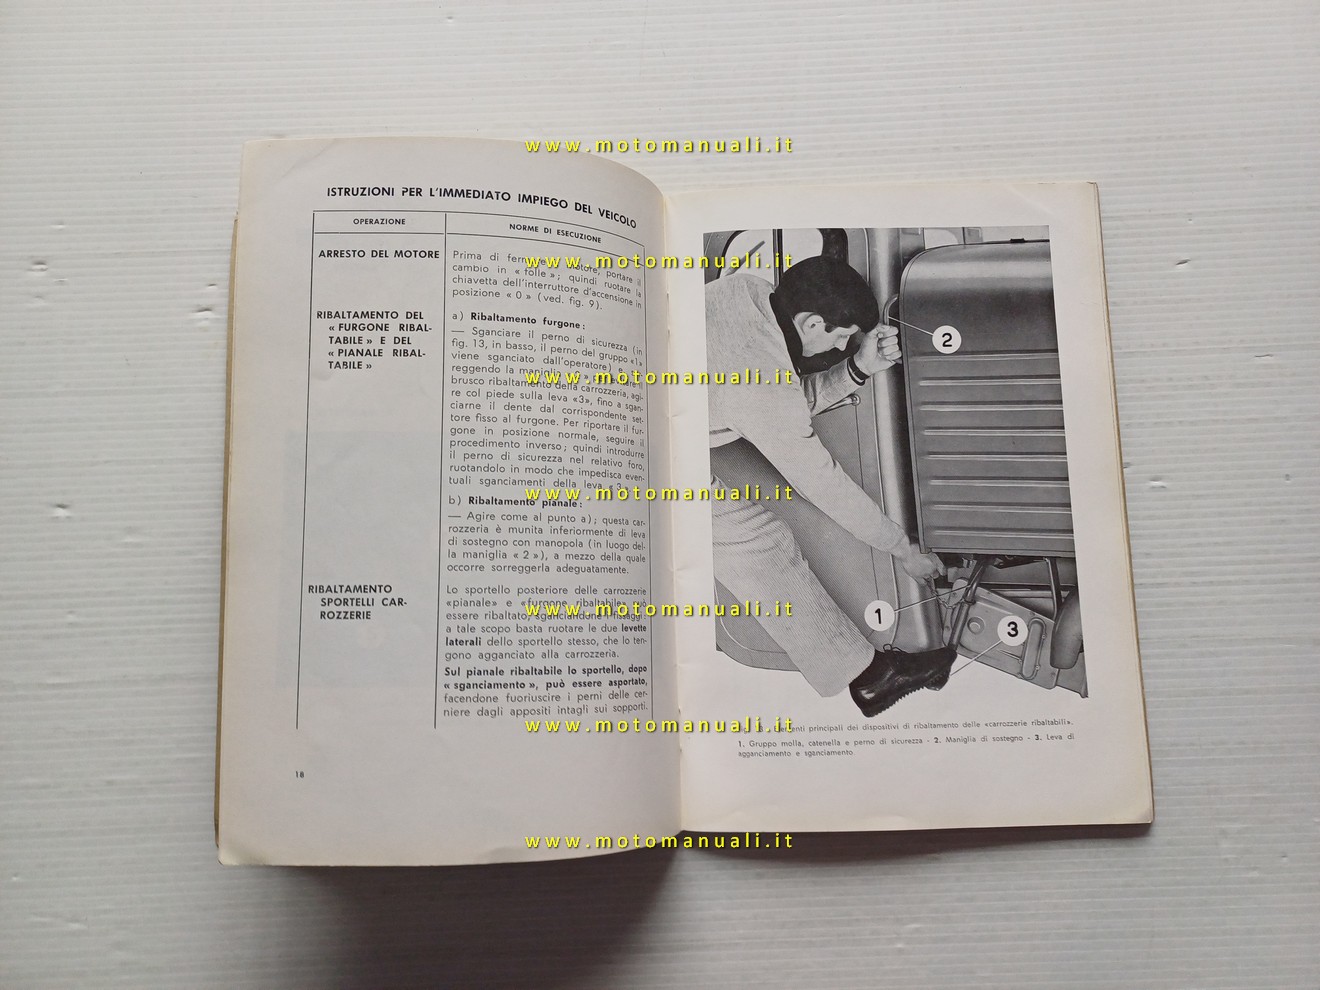 www.motomanuali.it
ISTRUZIONI PER L'IMMEDIATO IMPIEGO DEL VEICOLO
OPERAZIONE
NORME DI ESECUZIONE
ARRESTO DEL MOTORE
Prima di motore, portare il
cambio in « folle »; quindi ruotare la
chiavetta dell'interruttore d'accensione in
posizione « 0 » (ved. fig. 9).
RIBALTAMENTO DEL
« FURGONE RIBAL-
TABILE » E DEL
« PIANALE RIBAL-
TABILE »
a) Ribaltamento furgone:
— Sganciare il perno di sicurezza (in
fig. 13, in basso, il perno del gruppo «1»
viene sganciato dall'operatore) e
reggendo la maniglia
brusco ribaltamento della carrozzeria, agi-
re col piede sulla leva «3», fino a sgan-
ciarne il dente dal corrispondente set-
tore fisso al furgone. Per riportare il fur-
gone in posizione normale, seguire il
procedimento inverso; quindi introdurre
il perno di sicurezza nel relativo foro,
ruotandolo in modo che impedisca even-
tuali sganciamenti della leva « 3 »
b) Ribaltamento pianale:
— Agire come al punto a); questa car-
rozzeria è munita inferiormente di leva
di sostegno con manopola (in luogo del-
la maniglia « 2 »), a mezzo della quale
occorre sorreggerla adeguatamente.
RIBALTAMENTO
SPORTELLI CAR-
ROZZERIE
Lo sportello posteriore delle carrozzerie
«pianale» e «furgone ribaltabile»
essere ribaltato, sganciandone i fissaggi:
a tale scopo basta ruotare le due levette
laterali dello sportello stesso, che lo ten-
gono agganciato alla carrozzeria.
Sul pianale ribaltabile lo sportello, dopo
« sganciamento », può essere asportato,
facendone fuoriuscire i perni delle cer-
niere dagli appositi intagli sui supporti.
18
2
1
3
principali dei dispositivi di ribaltamento delle «carrozzerie ribaltabili».
1. Gruppo molla, catenella e perno di sicurezza - 2. Maniglia di sostegno - 3. Leva di
agganciamento e sganciamento
www.motomanuali.it
www.motomanuali.it
www.motomanuali.it
www.motomanuali.it
www.motomanuali.it
www.motomanuali.it